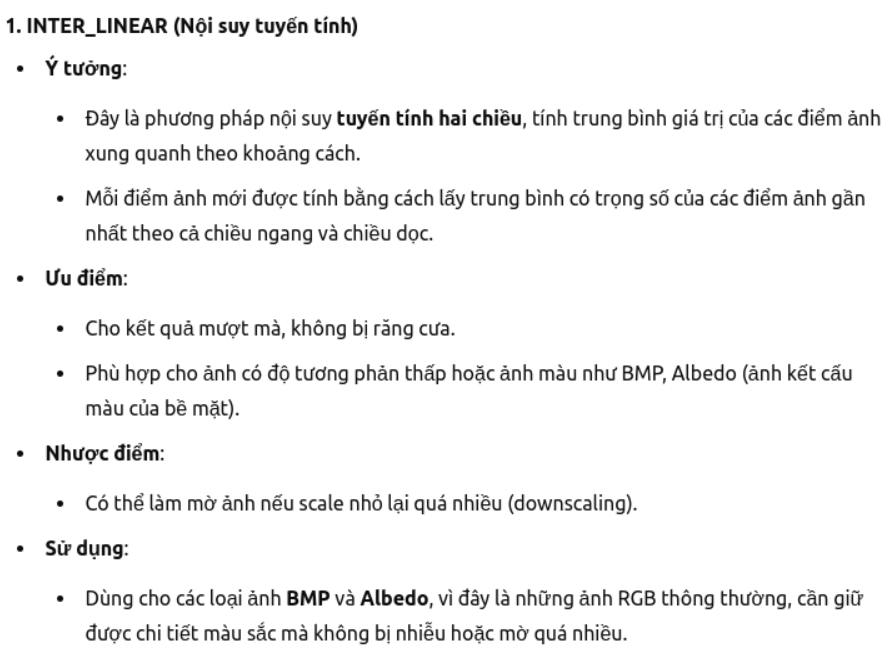 1. INTER_LINEAR (Nội suy tuyến tính)
• Ý tưởng:
• Đây là phương pháp nội suy tuyến tính hai chiều, tính trung bình giá trị của các điểm ảnh
xung quanh theo khoảng cách.
• Mỗi điểm ảnh mới được tính bằng cách lấy trung bình có trọng số của các điểm ảnh gần
nhất theo cả chiều ngang và chiều dọc.
• Ưu điểm:
• Cho kết quả mượt mà, không bị răng cưa.
• Phù hợp cho ảnh có độ tương phản thấp hoặc ảnh màu như BMP, Albedo (ảnh kết cấu
màu của bề mặt).
• Nhược điểm:
• Có thể làm mờ ảnh nếu scale nhỏ lại quá nhiều (downscaling).
• Sử dụng:
• Dùng cho các loại ảnh BMP và Albedo, vì đây là những ảnh RGB thông thường, cần giữ
được chi tiết màu sắc mà không bị nhiễu hoặc mờ quá nhiều.